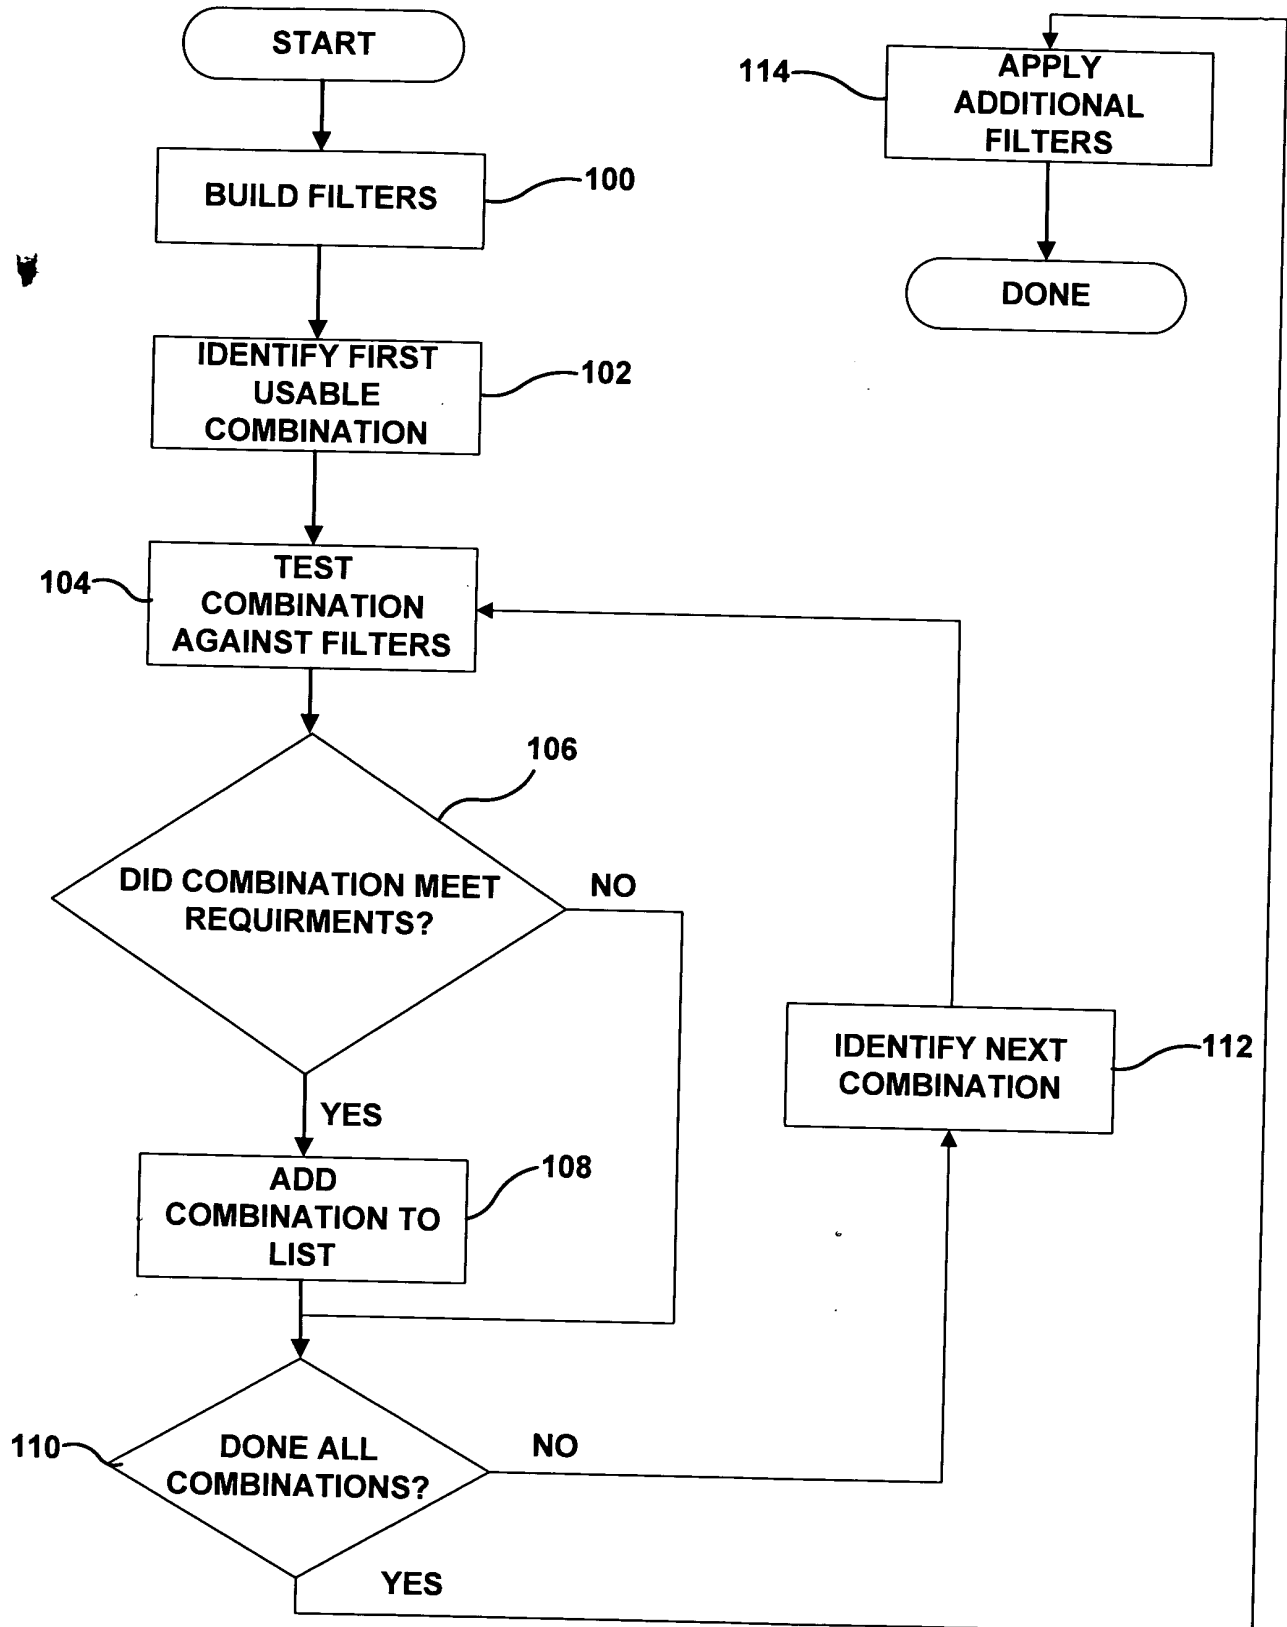 START
BUILD FILTERS
100
IDENTIFY FIRST
USABLE
COMBINATION
102
104
TEST
COMBINATION
AGAINST FILTERS
106
DID COMBINATION MEET
REQUIRMENTS?
NO
YES
ADD
COMBINATION TO
LIST
108
110
DONE ALL
COMBINATIONS?
NO
YES
IDENTIFY NEXT
COMBINATION
112
114
APPLY
ADDITIONAL
FILTERS
DONE